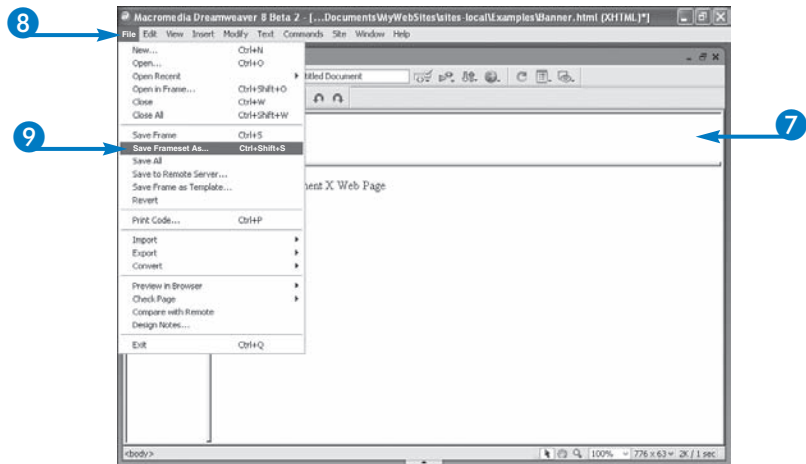 8
Macromedia Dreamweaver 8 Beta 2 - [...Documents\MyWebSites\sites-local\Examples\Banner.html (XHTML)*]
File Edit View Insert Modify Text Commands Site Window Help
New... Ctrl+N
Open... Ctrl+O
Open Recent
Open in Frame... Ctrl+Shift+O
Close Ctrl+W
Close All Ctrl+Shift+W
titled Document
7
Save Frame Ctrl+S
9
Save Frameset As... Ctrl+Shift+S
Save All
Save to Remote Server...
Save Frame as Template...
Revert
ment X Web Page
Print Code... Ctrl+P
Import
Export
Convert
Preview in Browser
Check Page
Compare with Remote
Design Notes...
Exit Ctrl+Q
<body> 100% 776 x 63 2K / 1 sec